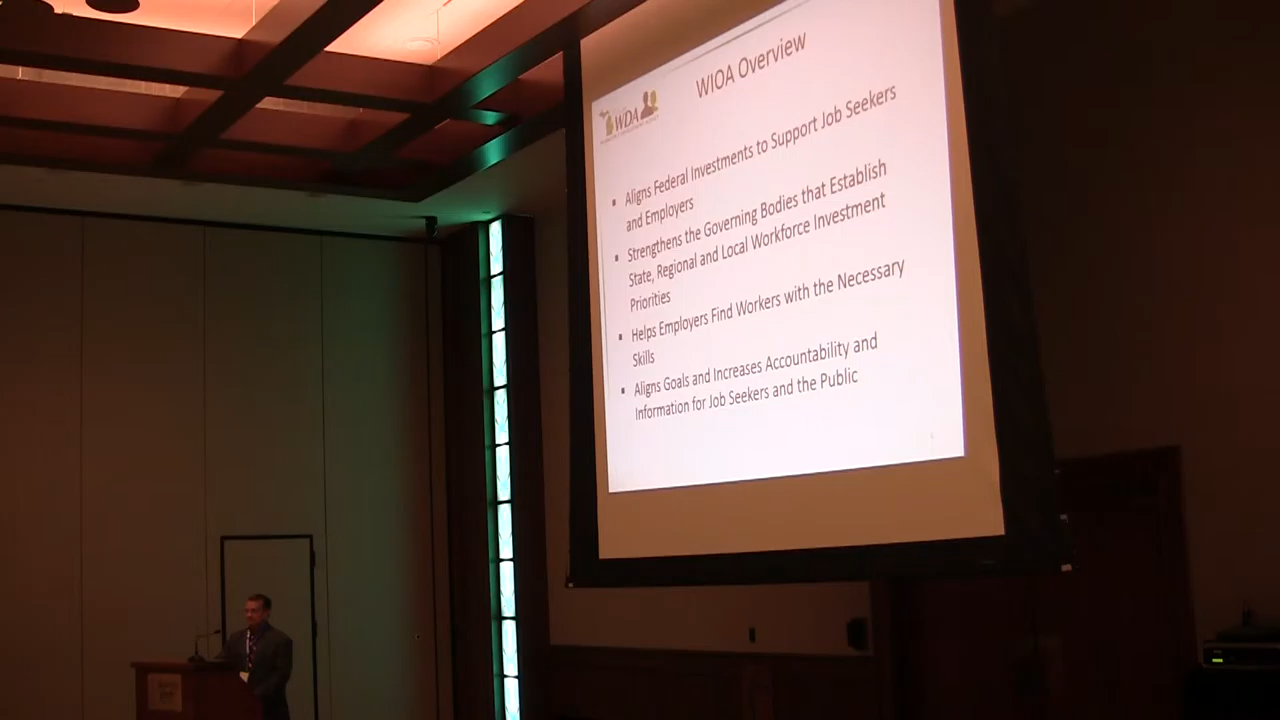 WIOA Overview
WDA
Aligns Federal Investments to Support Job Seekers
and Employers
Strengthens the Governing Bodies that Establish
State, Regional and Local Workforce Investment
Priorities
Helps Employers Find Workers with the Necessary
Skills
Aligns Goals and Increases Accountability and
Information for Job Seekers and the Public